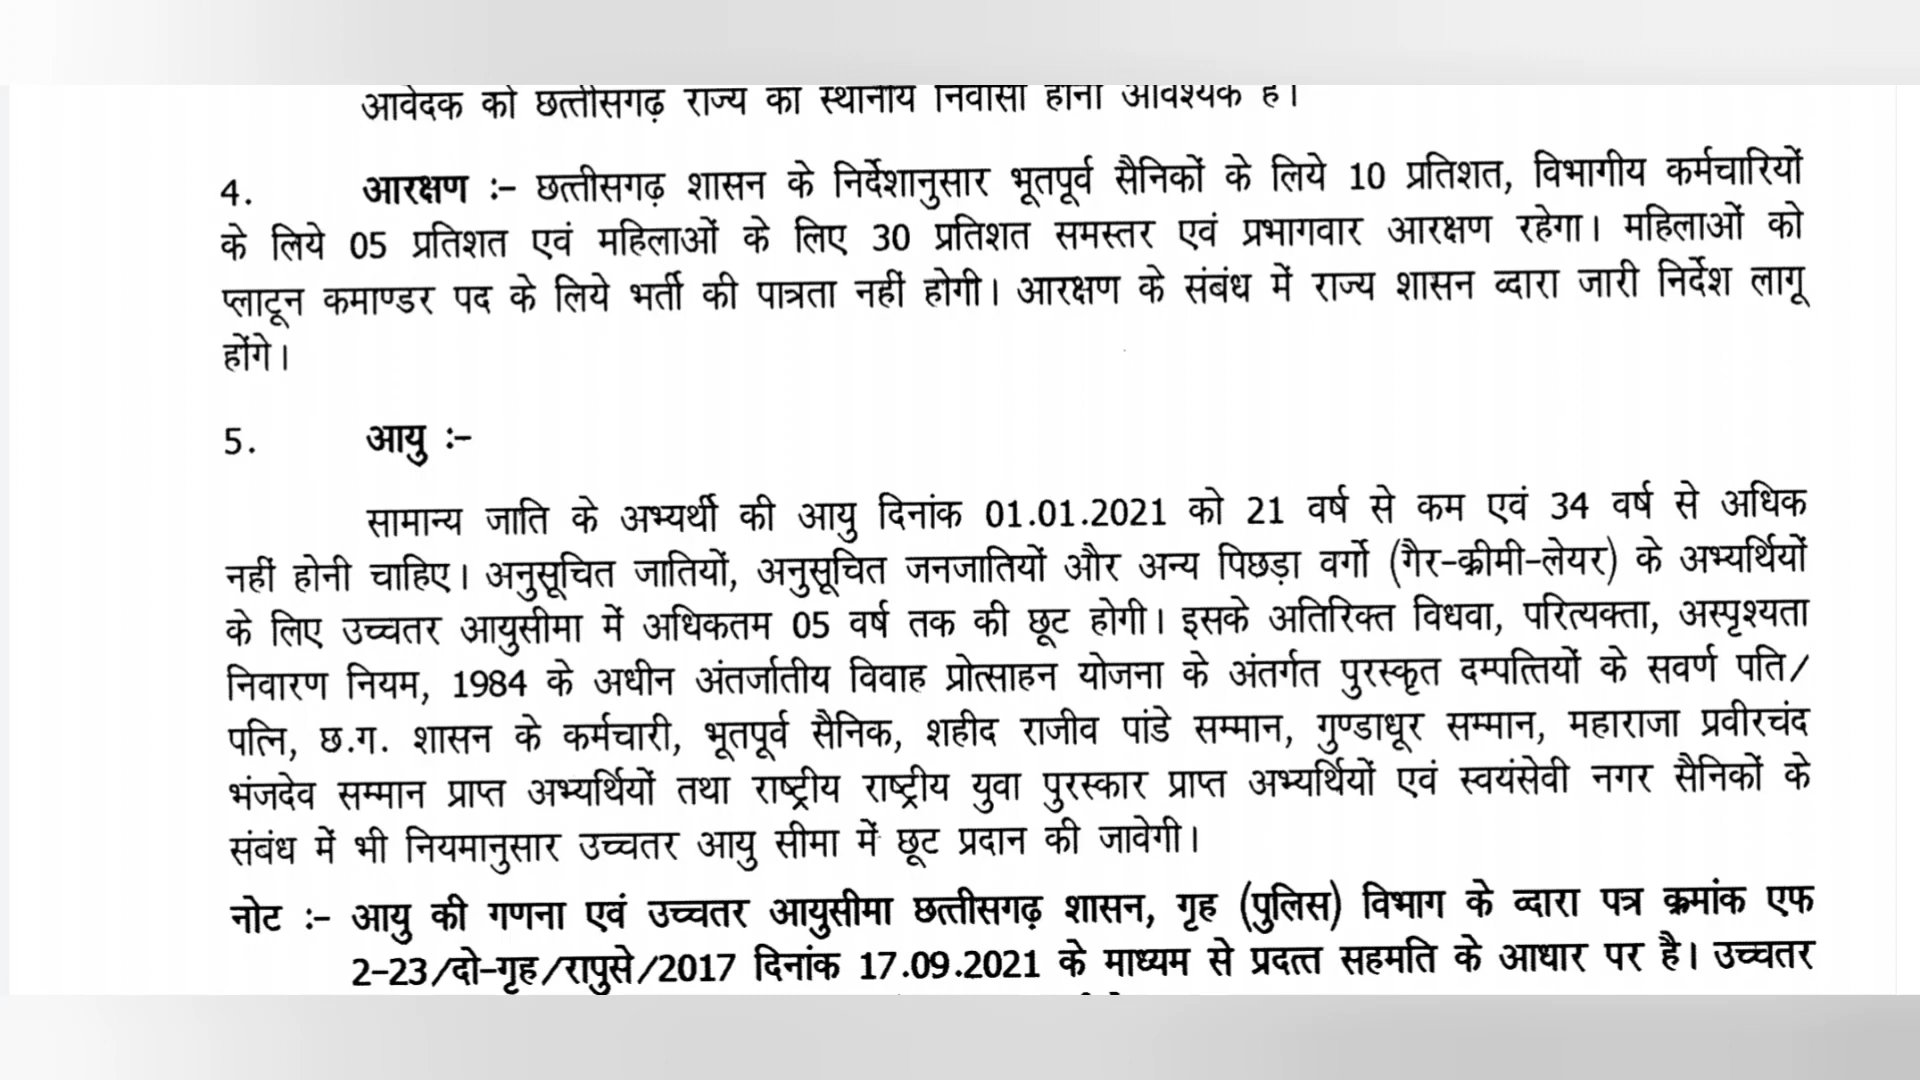 आवेदक को छत्तीसगढ़ राज्य का स्थानीय निवासी होना आवश्यक है।
4. आरक्षण :– छत्तीसगढ़ शासन के निर्देशानुसार भूतपूर्व सैनिकों के लिये 10 प्रतिशत, विभागीय कर्मचारियों
के लिये 05 प्रतिशत एवं महिलाओं के लिए 30 प्रतिशत समस्तर एवं प्रभागवार आरक्षण रहेगा। महिलाओं को
प्लाटून कमाण्डर पद के लिये भर्ती की पात्रता नहीं होगी। आरक्षण के संबंध में राज्य शासन व्दारा जारी निर्देश लागू
होंगे।
5. आयु :–
सामान्य जाति के अभ्यर्थी की आयु दिनांक 01.01.2021 को 21 वर्ष से कम एवं 34 वर्ष से अधिक
नहीं होनी चाहिए। अनुसूचित जातियों, अनुसूचित जनजातियों और अन्य पिछड़ा वर्गो (गैर-क्रीमी-लेयर) के अभ्यर्थियों
के लिए उच्चतर आयुसीमा में अधिकतम 05 वर्ष तक की छूट होगी। इसके अतिरिक्त विधवा, परित्यक्ता, अस्पृश्यता
निवारण नियम, 1984 के अधीन अंतर्जातीय विवाह प्रोत्साहन योजना के अंतर्गत पुरस्कृत दम्पत्तियों के सवर्ण पति/
पत्नि, छ.ग. शासन के कर्मचारी, भूतपूर्व सैनिक, शहीद राजीव पांडे सम्मान, गुण्डाधूर सम्मान, महाराजा प्रवीरचंद
भंजदेव सम्मान प्राप्त अभ्यर्थियों तथा राष्ट्रीय राष्ट्रीय युवा पुरस्कार प्राप्त अभ्यर्थियों एवं स्वयंसेवी नगर सैनिकों के
संबंध में भी नियमानुसार उच्चतर आयु सीमा में छूट प्रदान की जावेगी।
नोट :– आयु की गणना एवं उच्चतर आयुसीमा छत्तीसगढ़ शासन, गृह (पुलिस) विभाग के व्दारा पत्र क्रमांक एफ
2-23/दो-गृह/रापुसे/2017 दिनांक 17.09.2021 के माध्यम से प्रदत्त सहमति के आधार पर है। उच्चतर